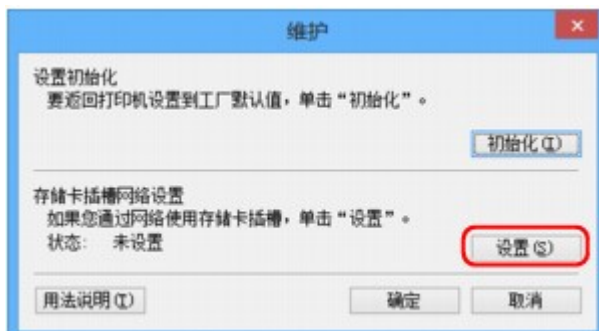 维护
设置初始化
要返回打印机设置到工厂默认值，单击“初始化”。
初始化(I)
存储卡插槽网络设置
如果您通过网络使用存储卡插槽，单击“设置”。
状态： 未设置
设置(S)
用法说明(I)
确定
取消